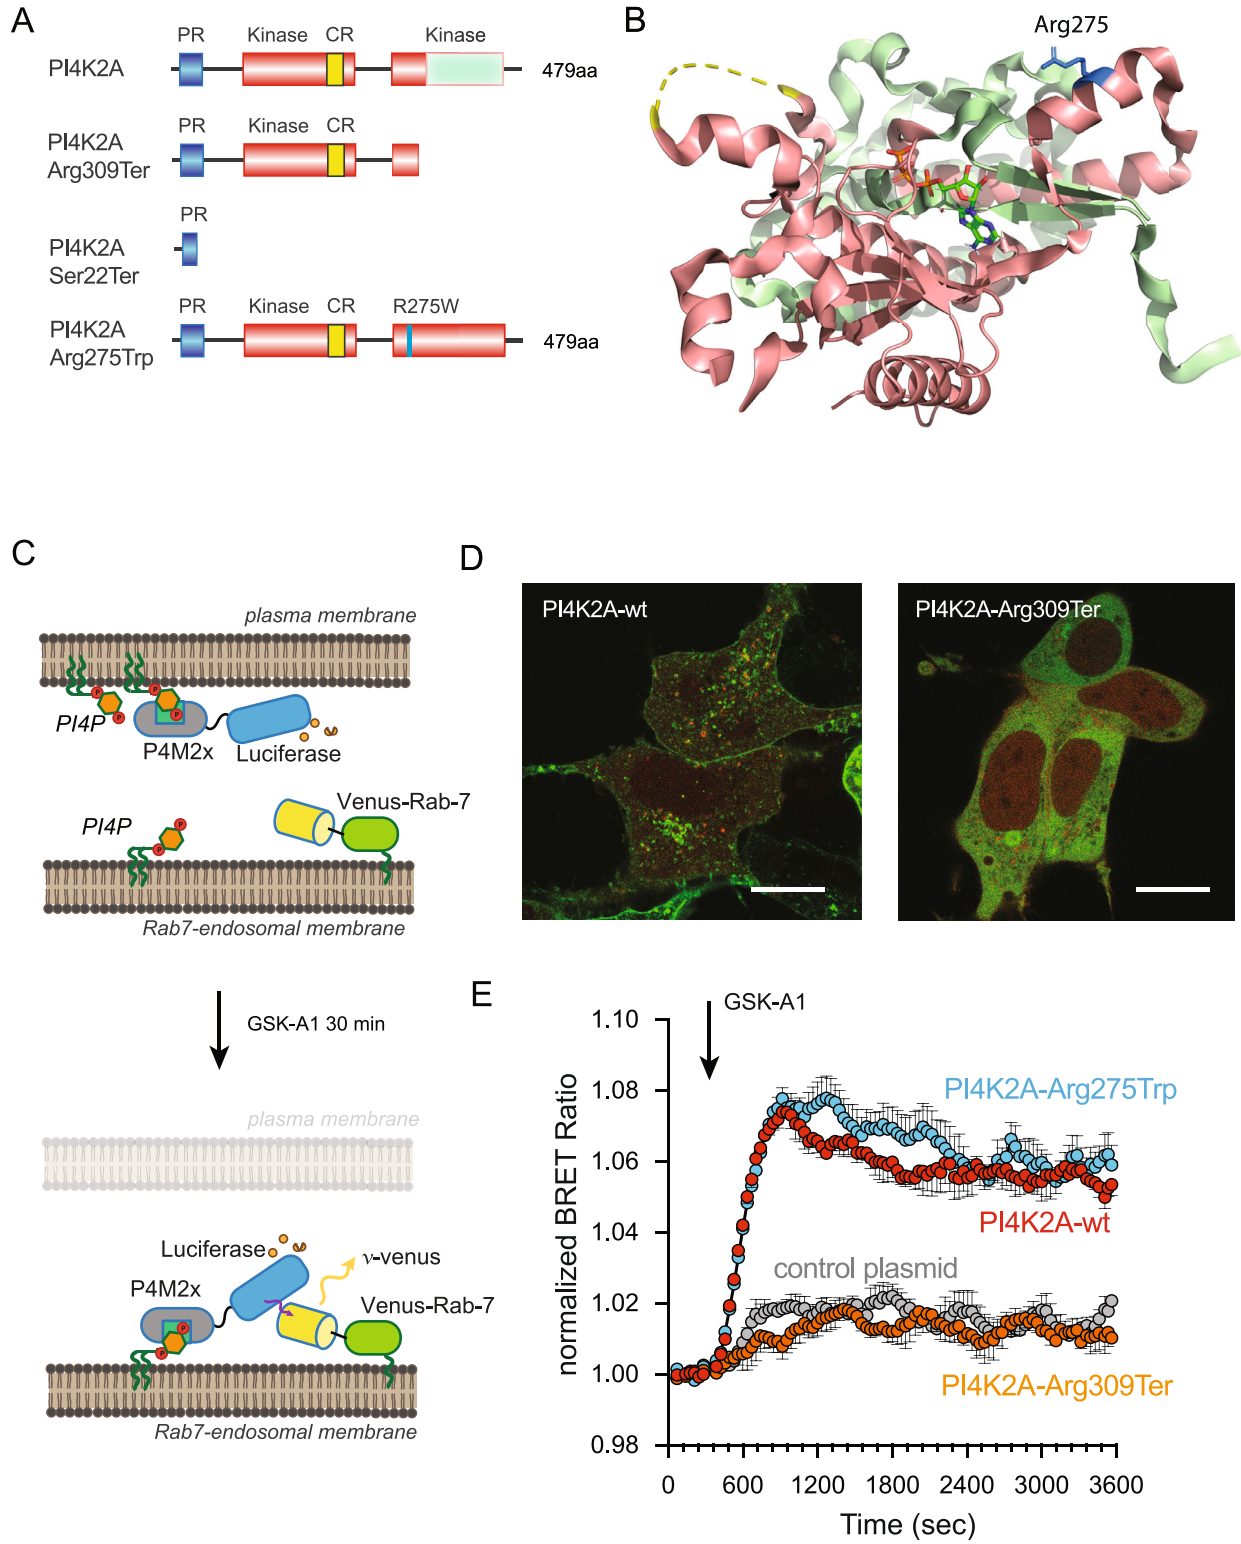 A
PR
Kinase
CR
Kinase
PI4K2A
479aa
PR
Kinase
CR
PI4K2A
Arg309Ter
PR
PI4K2A
Ser22Ter
PR
Kinase
CR
R275W
PI4K2A
Arg275Trp
479aa
B
Arg275
C
plasma membrane
P
P
P
P
PI4P
P4M2x
Luciferase
Venus-Rab-7
PI4P
P
P
Rab7-endosomal membrane
GSK-A1 30 min
plasma membrane
Luciferase
ν-venus
P4M2x
Venus-Rab-7
P
P
Rab7-endosomal membrane
D
PI4K2A-wt
PI4K2A-Arg309Ter
E
GSK-A1
normalized BRET Ratio
1.10
1.08
1.06
1.04
1.02
1.00
0.98
PI4K2A-Arg275Trp
PI4K2A-wt
control plasmid
PI4K2A-Arg309Ter
0
600
1200
1800
2400
3000
3600
Time (sec)